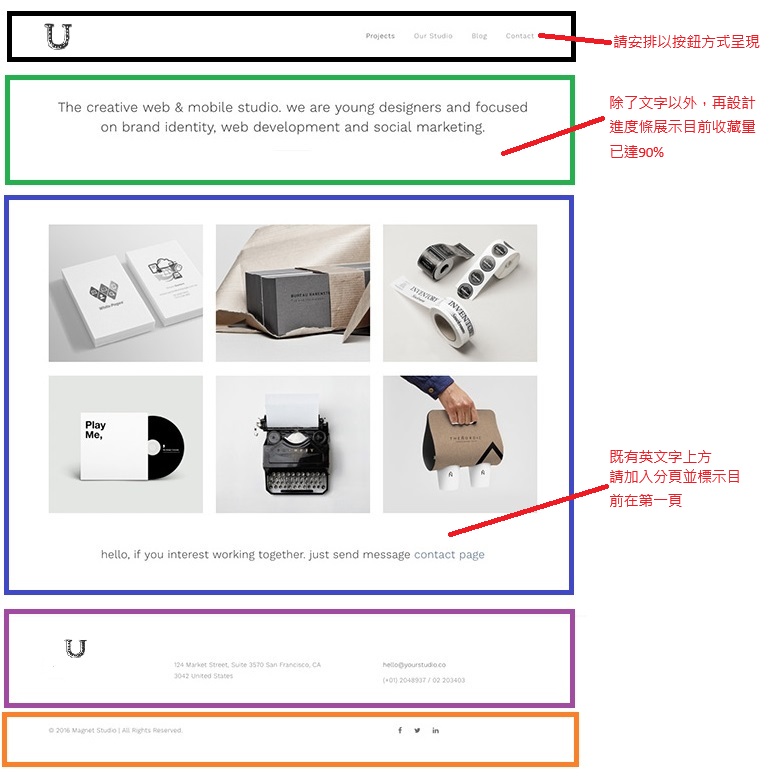 U
Projects Our Studio Blog Contact
請安排以按鈕方式呈現
The creative web & mobile studio. we are young designers and focused
on brand identity, web development and social marketing.
除了文字以外，再設計
進度條展示目前收藏量
已達90%
White Paper
BUREAU
INVENTORY
Play
Me,
既有英文字上方
請加入分頁並標示目
前在第一頁
hello, if you interest working together. just send message contact page
U
124 Market Street, Suite 3570 San Francisco, CA
3042 United States
hello@yourstudio.co
(+01) 2048937 / 02 203403
© 2016 Magnet Studio | All Rights Reserved.